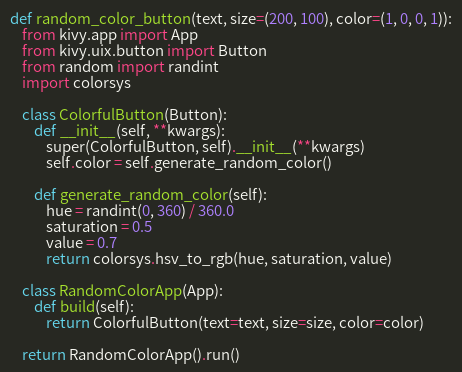 def random_color_button(text, size=(200, 100), color=(1, 0, 0, 1)):
    from kivy.app import App
    from kivy.uix.button import Button
    from random import randint
    import colorsys

    class ColorfulButton(Button):
        def __init__(self, **kwargs):
            super(ColorfulButton, self).__init__(**kwargs)
            self.color = self.generate_random_color()

        def generate_random_color(self):
            hue = randint(0, 360) / 360.0
            saturation = 0.5
            value = 0.7
            return colorsys.hsv_to_rgb(hue, saturation, value)

    class RandomColorApp(App):
        def build(self):
            return ColorfulButton(text=text, size=size, color=color)

    return RandomColorApp().run()